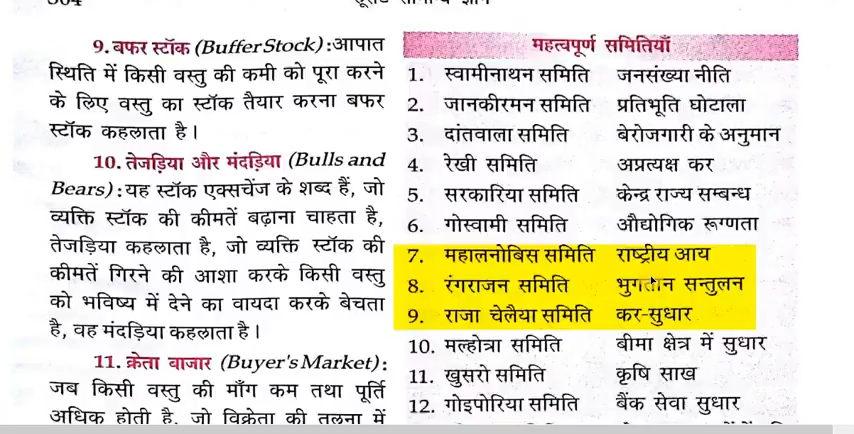 9. बफर स्टॉक (Buffer Stock) : आपात
स्थिति में किसी वस्तु की कमी को पूरा करने
के लिए वस्तु का स्टॉक तैयार करना बफर
स्टॉक कहलाता है।
10. तेजड़िया और मंदड़िया (Bulls and
Bears) : यह स्टॉक एक्सचेंज के शब्द हैं, जो
व्यक्ति स्टॉक की कीमतें बढ़ाना चाहता है,
तेजड़िया कहलाता है, जो व्यक्ति स्टॉक की
कीमतें गिरने की आशा करके किसी वस्तु
को भविष्य में देने का वायदा करके बेचता
है, वह मंदड़िया कहलाता है।
11. क्रेता बाजार (Buyer's Market) :
जब किसी वस्तु की माँग कम तथा पूर्ति
अधिक होती है, जो विक्रेता की तुलना में
महत्वपूर्ण समितियाँ
1. स्वामीनाथन समिति जनसंख्या नीति
2. जानकीरमन समिति प्रतिभूति घोटाला
3. दांतवाला समिति बेरोजगारी के अनुमान
4. रेखी समिति अप्रत्यक्ष कर
5. सरकारिया समिति केन्द्र राज्य सम्बन्ध
6. गोस्वामी समिति औद्योगिक रूग्णता
7. महालनोबिस समिति राष्ट्रीय आय
8. रंगराजन समिति भुगतान सन्तुलन
9. राजा चेलैया समिति कर-सुधार
10. मल्होत्रा समिति बीमा क्षेत्र में सुधार
11. खुसरो समिति कृषि साख
12. गोइपोरिया समिति बैंक सेवा सुधार